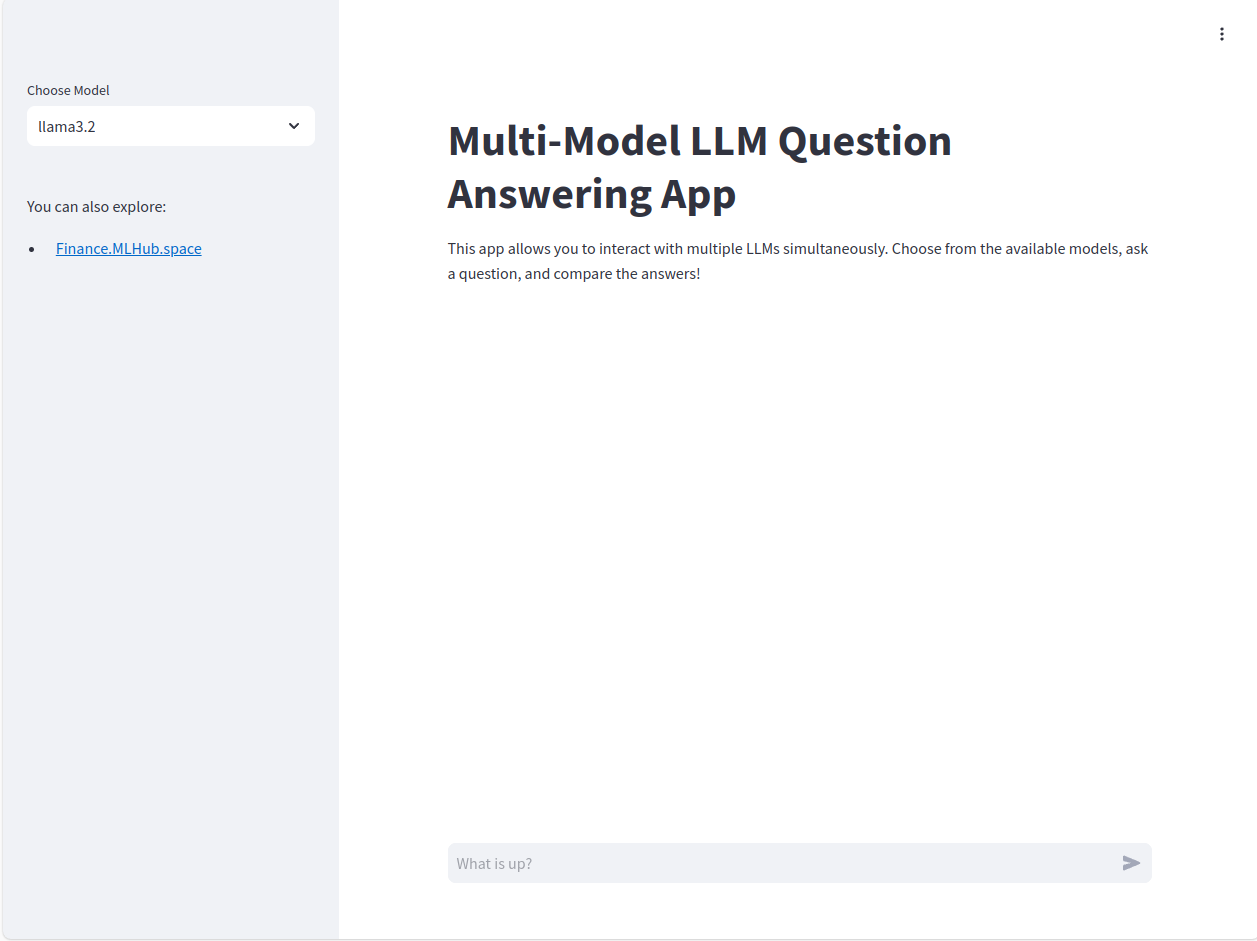 Choose Model
llama3.2
You can also explore:
Finance.MLHub.space
Multi-Model LLM Question
Answering App
This app allows you to interact with multiple LLMs simultaneously. Choose from the available models, ask
a question, and compare the answers!
What is up?